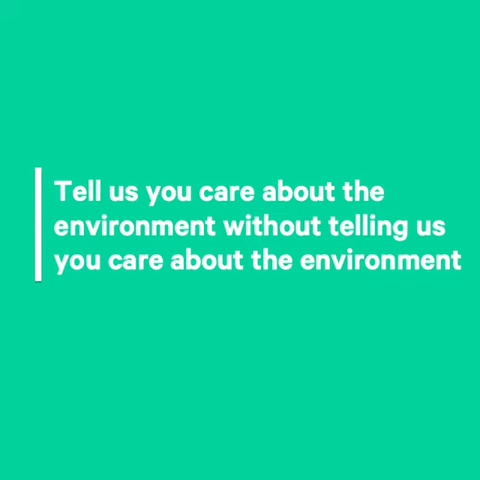 Tell us you care about the
environment without telling us
you care about the environment